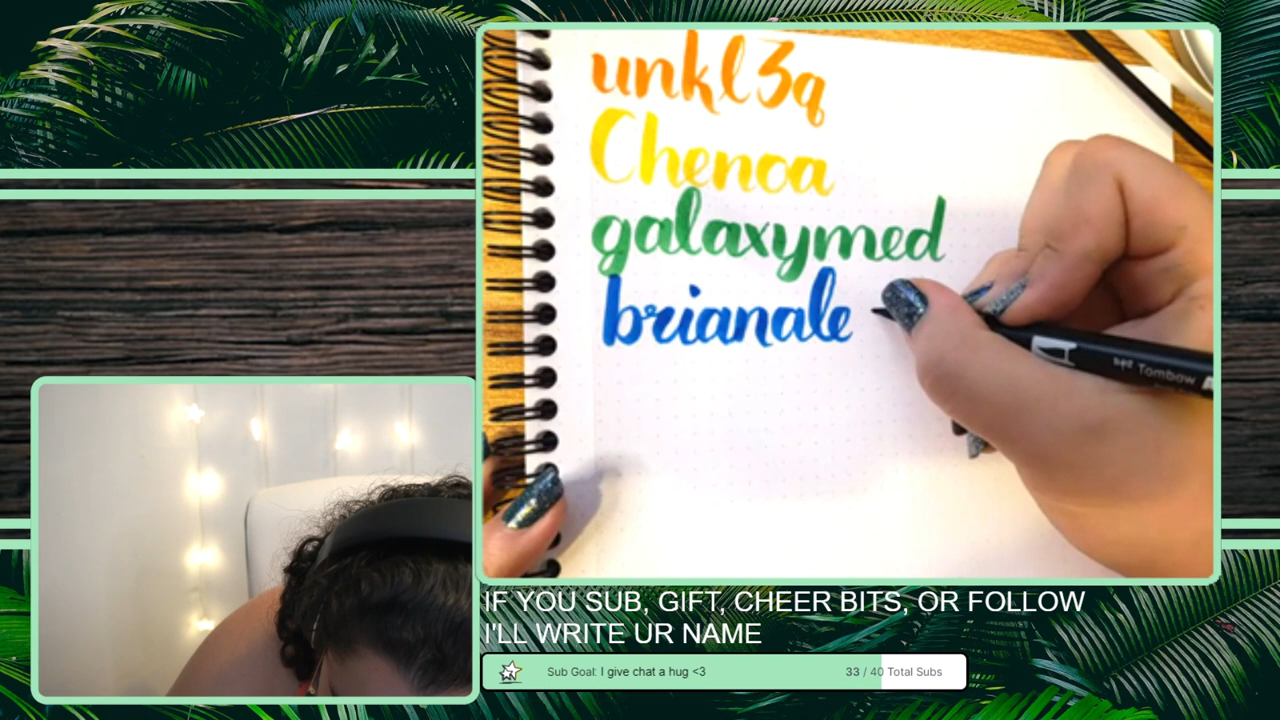 unkl3q
Chenoa
galaxymed
brianale
Tombow
IF YOU SUB, GIFT, CHEER BITS, OR FOLLOW
I'LL WRITE UR NAME
Sub Goal: I give chat a hug <3 33 / 40 Total Subs